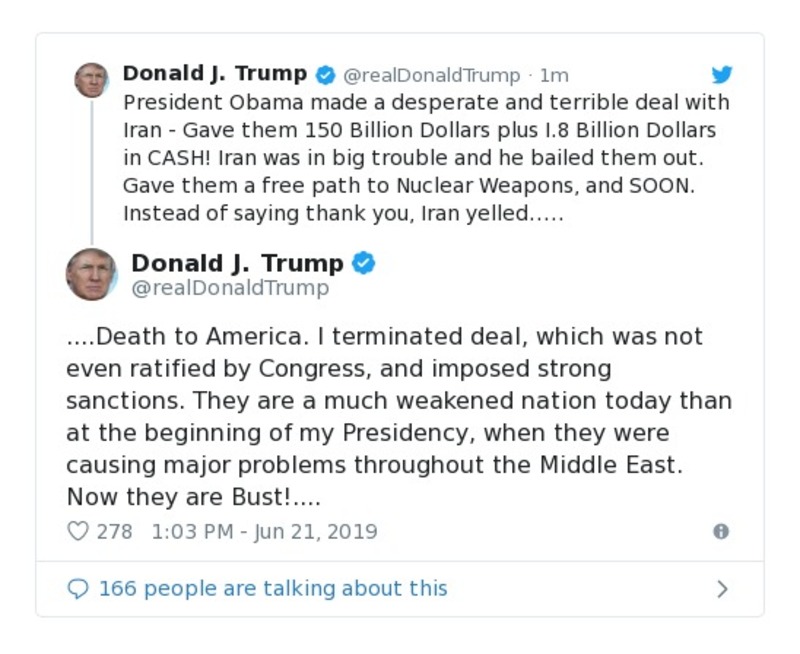 Donald J. Trump @realDonaldTrump · 1m
President Obama made a desperate and terrible deal with
Iran - Gave them 150 Billion Dollars plus I.8 Billion Dollars
in CASH! Iran was in big trouble and he bailed them out.
Gave them a free path to Nuclear Weapons, and SOON.
Instead of saying thank you, Iran yelled.....
Donald J. Trump
@realDonaldTrump
....Death to America. I terminated deal, which was not
even ratified by Congress, and imposed strong
sanctions. They are a much weakened nation today than
at the beginning of my Presidency, when they were
causing major problems throughout the Middle East.
Now they are Bust!....
278 1:03 PM - Jun 21, 2019
166 people are talking about this